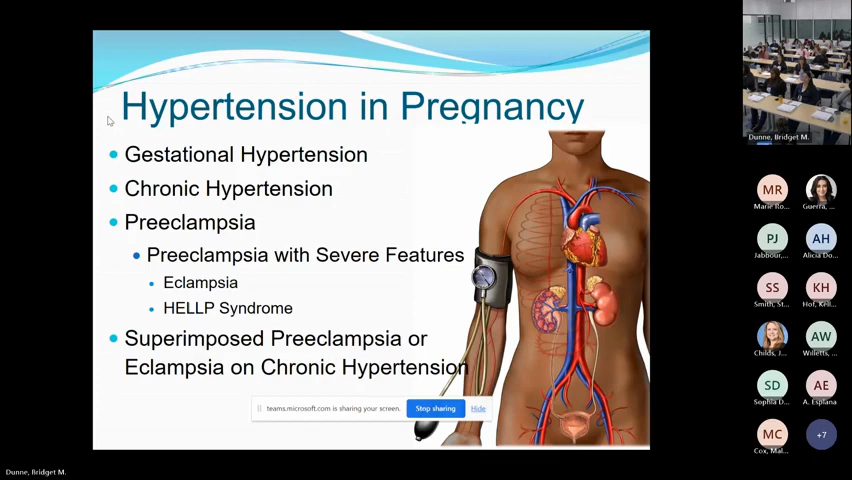 Hypertension in Pregnancy
Gestational Hypertension
Chronic Hypertension
Preeclampsia
Preeclampsia with Severe Features
Eclampsia
HELLP Syndrome
Superimposed Preeclampsia or
Eclampsia on Chronic Hypertension
teams.microsoft.com is sharing your screen. Stop sharing Hide
Dunne, Bridget M.
Dunne, Bridget M.
MR
Marie Ro...
Guerra, ...
PJ
Jabbour,...
AH
Alicia Do...
SS
Smith, St...
KH
Hof, Kell...
Childs, J...
AW
Willetts, ...
SD
Sophia D...
AE
A. Esplana
MC
Cox, Mal...
+7